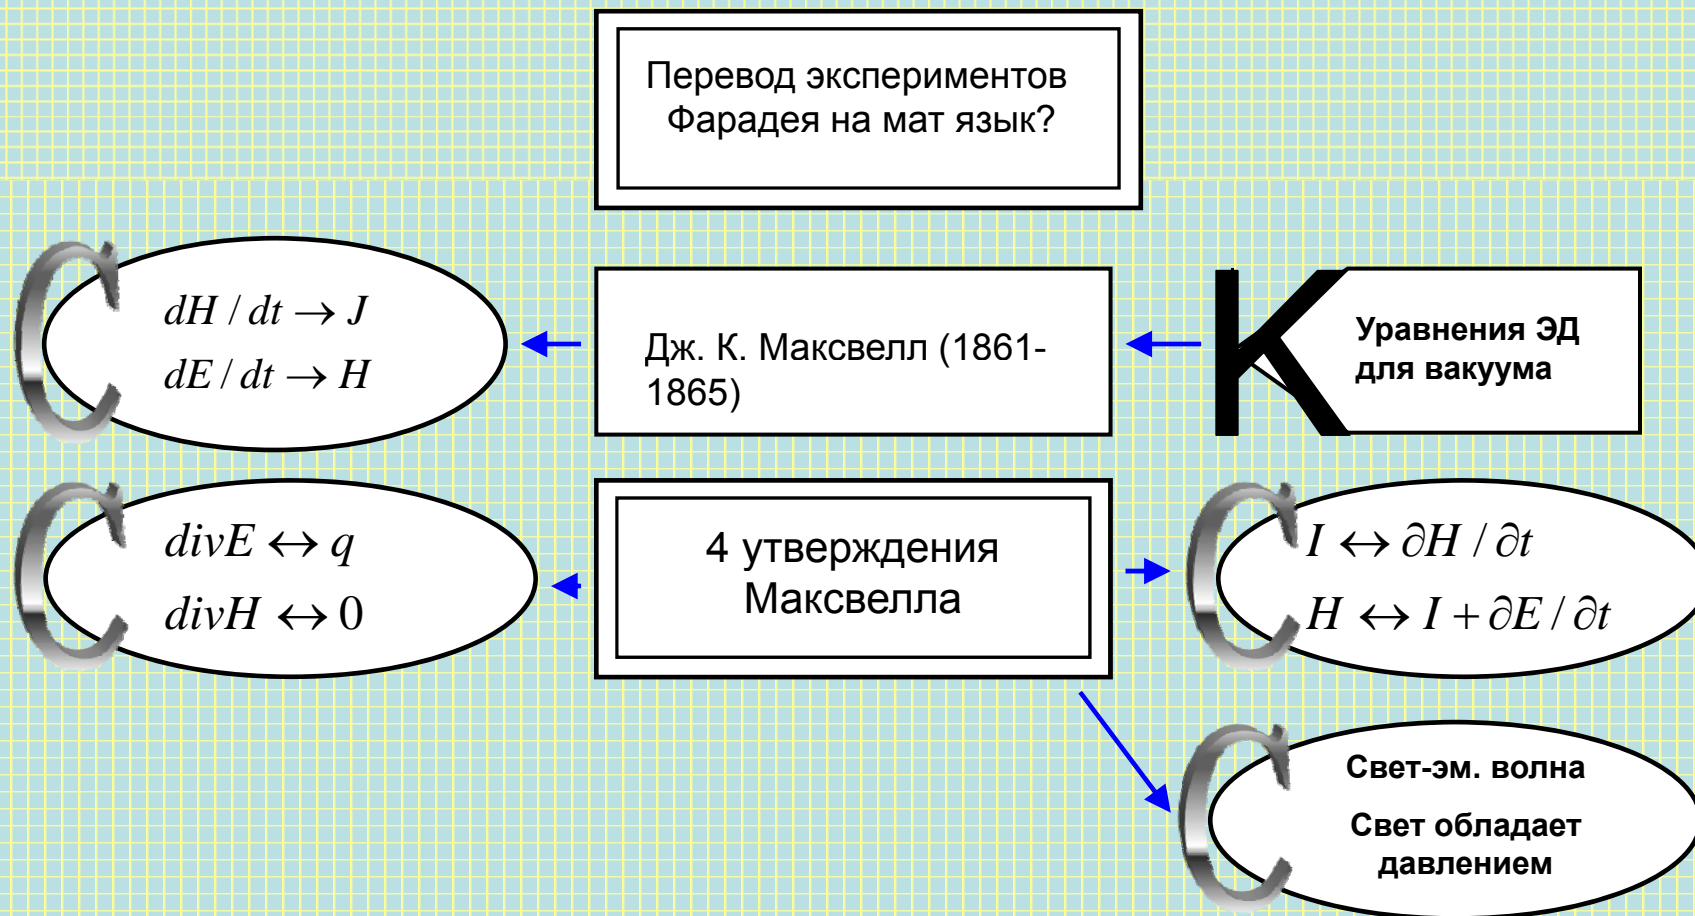 Перевод экспериментов
Фарадея на мат язык?
dH / dt → J
dE / dt → H
Дж. К. Максвелл (1861-
1865)
К
Уравнения ЭД
для вакуума
С
divE ↔ q
divH ↔ 0
С
4 утверждения
Максвелла
С
I ↔ ∂H / ∂t
H ↔ I + ∂E / ∂t
С
Свет-эм. волна
Свет обладает
давлением